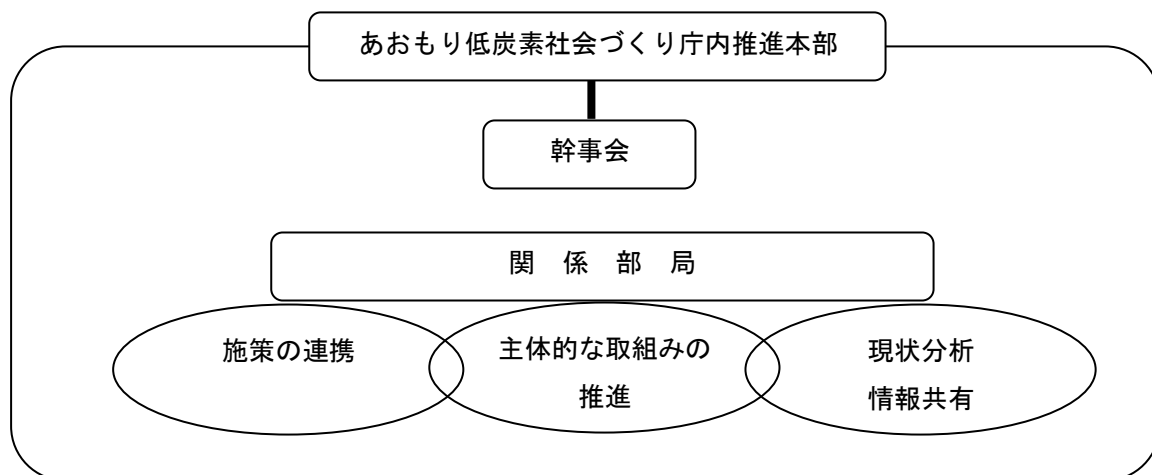 あおもり低炭素社会づくり庁内推進本部
幹事会
関 係 部 局
施策の連携
主体的な取組みの
推進
現状分析
情報共有